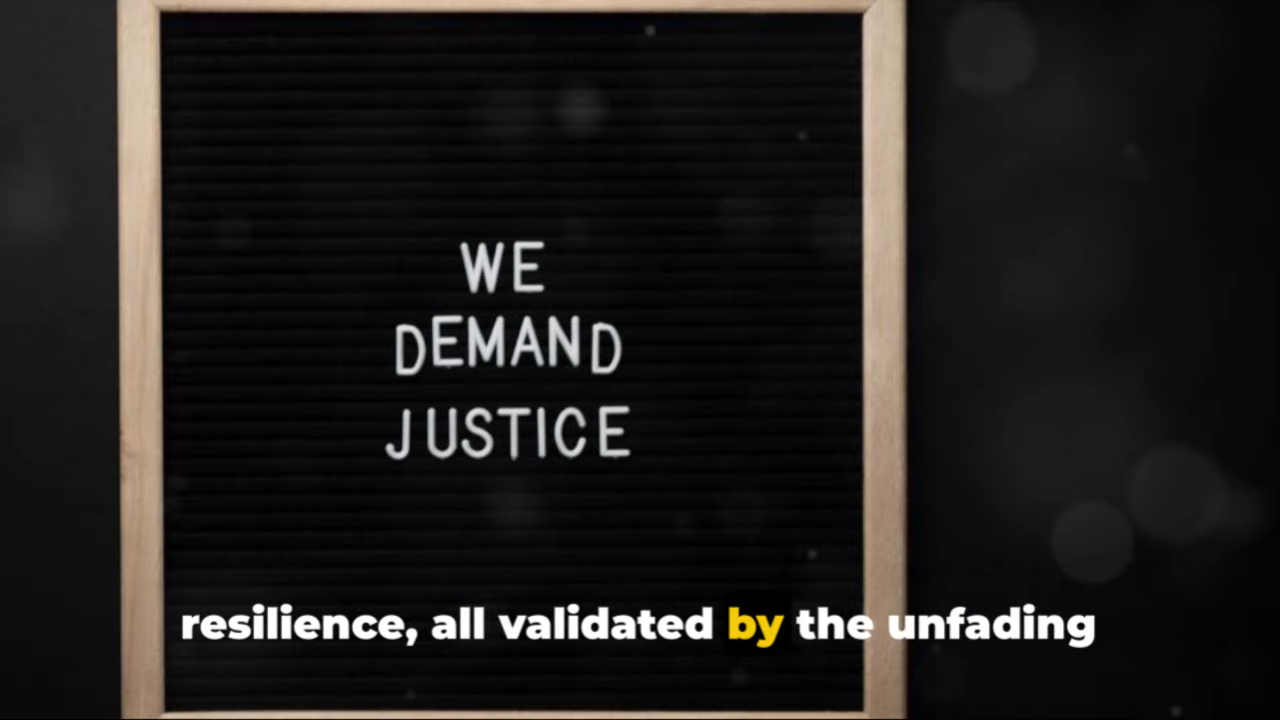 WE
DEMAND
JUSTICE
resilience, all validated by the unfading